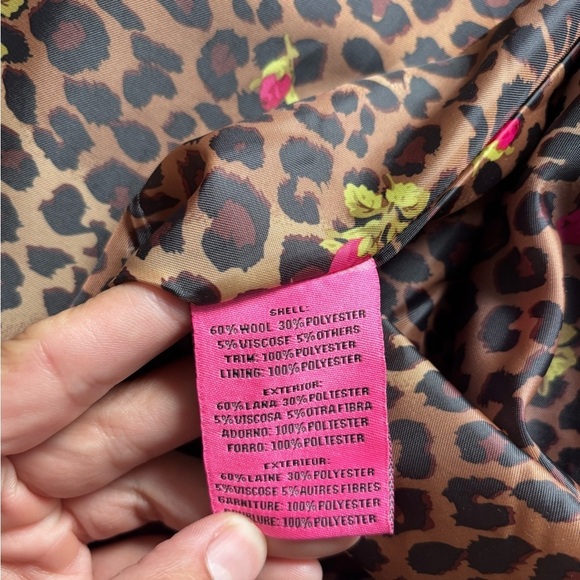 SHELL:
60%WOOL 30%POLYESTER
5%VISCOSE 5%OTHERS
TRIM: 100%POLYESTER
LINING: 100%POLYESTER
EXTERIOR:
60%LANA 30%POLIESTER
5%VISCOSA 5%OTRA FIBRA
ADORNO: 100%POLIESTER
FORRO: 100%POLIESTER
EXTERIEUR:
60%LAINE 30%POLYESTER
5%VISCOSE 5%AUTRES FIBRES
GARNITURE: 100%POLYESTER
100%POLYESTER